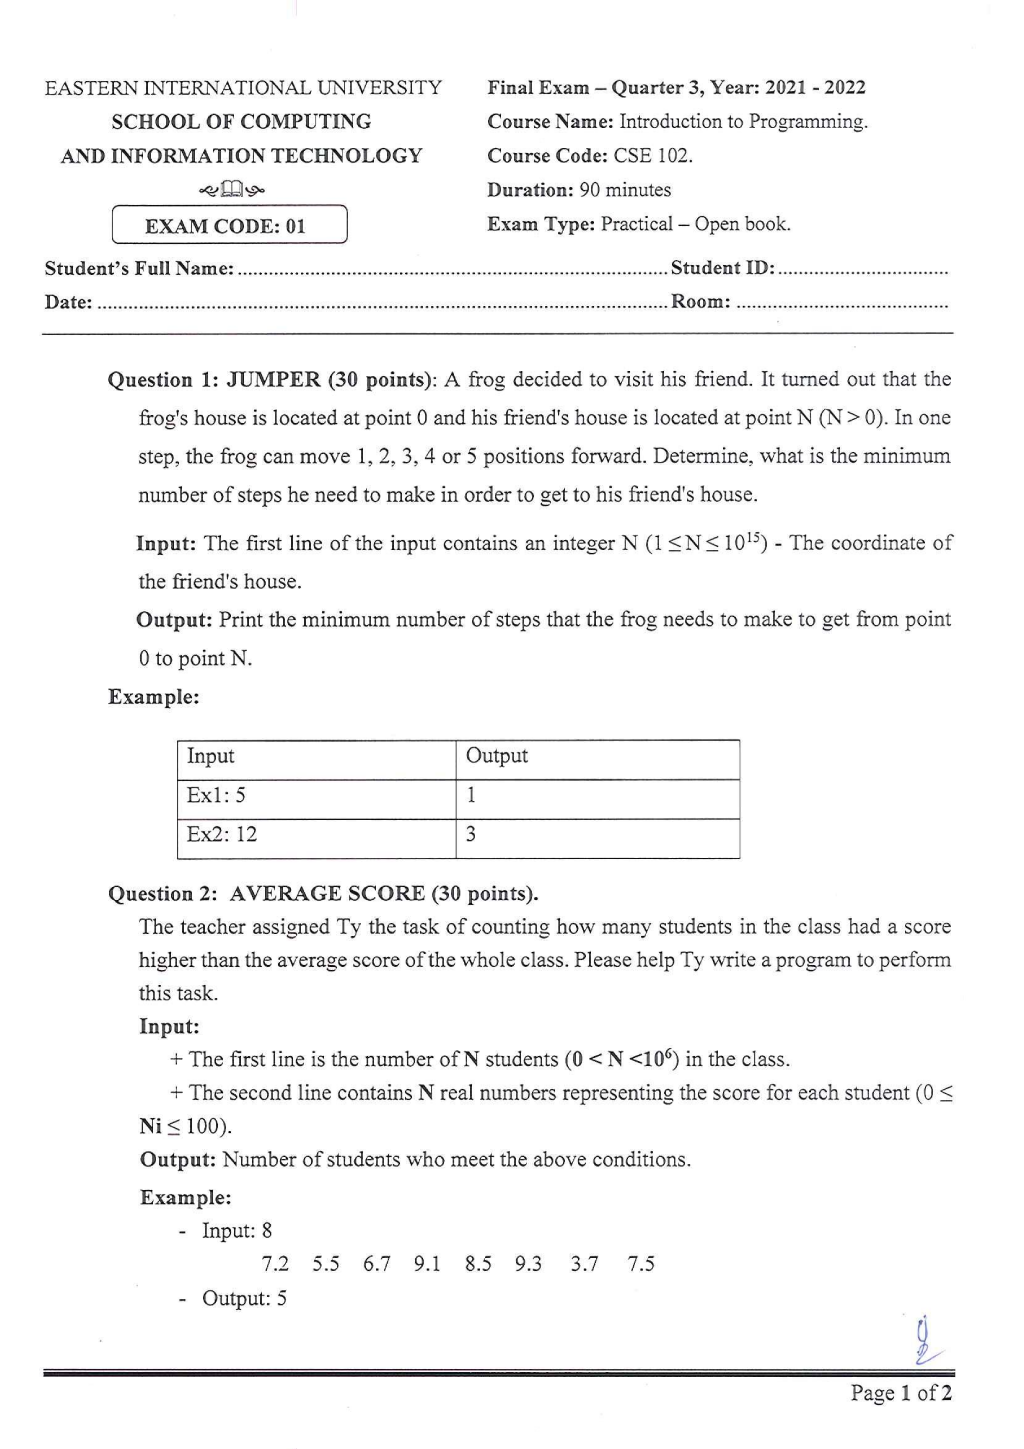 EASTERN INTERNATIONAL UNIVERSITY
SCHOOL OF COMPUTING
AND INFORMATION TECHNOLOGY
EXAM CODE: 01
Final Exam – Quarter 3, Year: 2021 - 2022
Course Name: Introduction to Programming.
Course Code: CSE 102.
Duration: 90 minutes
Exam Type: Practical – Open book.
Student's Full Name: ........................................ Student ID: ................................
Date: ........................................ Room: ....................................
Question 1: JUMPER (30 points): A frog decided to visit his friend. It turned out that the
frog's house is located at point 0 and his friend's house is located at point N (N > 0). In one
step, the frog can move 1, 2, 3, 4 or 5 positions forward. Determine, what is the minimum
number of steps he need to make in order to get to his friend's house.
Input: The first line of the input contains an integer N (1 ≤N≤ 10¹⁵) - The coordinate of
the friend's house.
Output: Print the minimum number of steps that the frog needs to make to get from point
0 to point N.
Example:
Input Output
Ex1: 5 1
Ex2: 12 3
Question 2: AVERAGE SCORE (30 points).
The teacher assigned Ty the task of counting how many students in the class had a score
higher than the average score of the whole class. Please help Ty write a program to perform
this task.
Input:
+ The first line is the number of N students (0 < N <10⁶) in the class.
+ The second line contains N real numbers representing the score for each student (0 ≤
Ni ≤ 100).
Output: Number of students who meet the above conditions.
Example:
- Input: 8
7.2 5.5 6.7 9.1 8.5 9.3 3.7 7.5
- Output: 5
Page 1 of 2